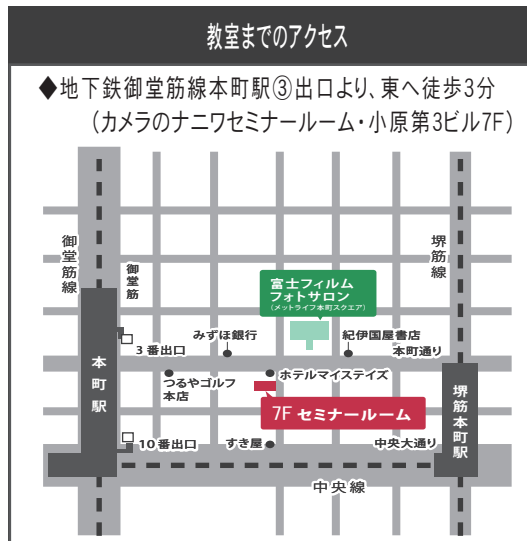 教室までのアクセス
◆地下鉄御堂筋線本町駅③出口より、東へ徒歩3分
（カメラのナニワセミナールーム・小原第3ビル7F）
御堂筋線
御堂筋
堺筋線
富士フィルム
フォトサロン
（メットライフ本町スクエア）
みずほ銀行
紀伊国屋書店
3番出口
本町通り
本町駅
つるやゴルフ
本店
ホテルマイステイズ
堺筋本町駅
7F セミナールーム
10番出口
すき屋
中央大通り
中央線